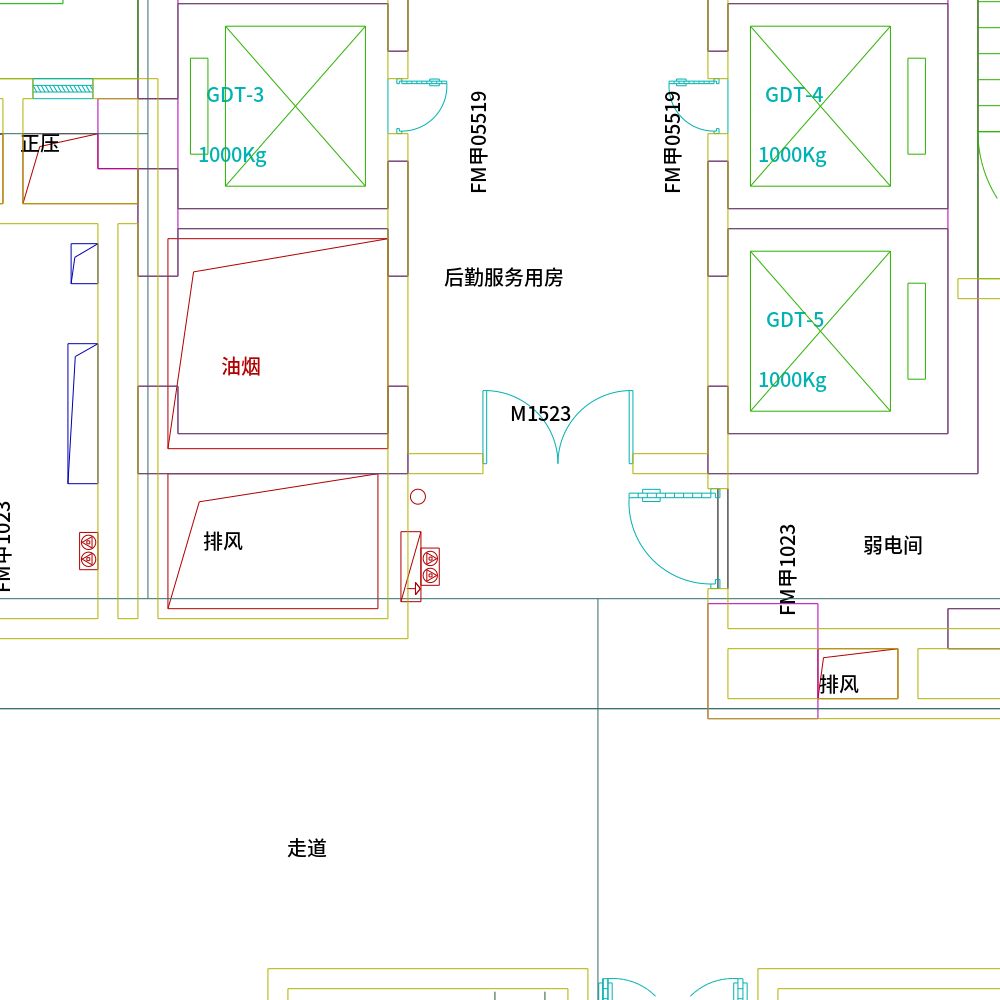 GDT-3
1000Kg
FM甲05519
FM甲05519
GDT-4
1000Kg
正压
后勤服务用房
GDT-5
1000Kg
油烟
M1523
FM甲1023
排风
FM甲1023
弱电间
排风
走道